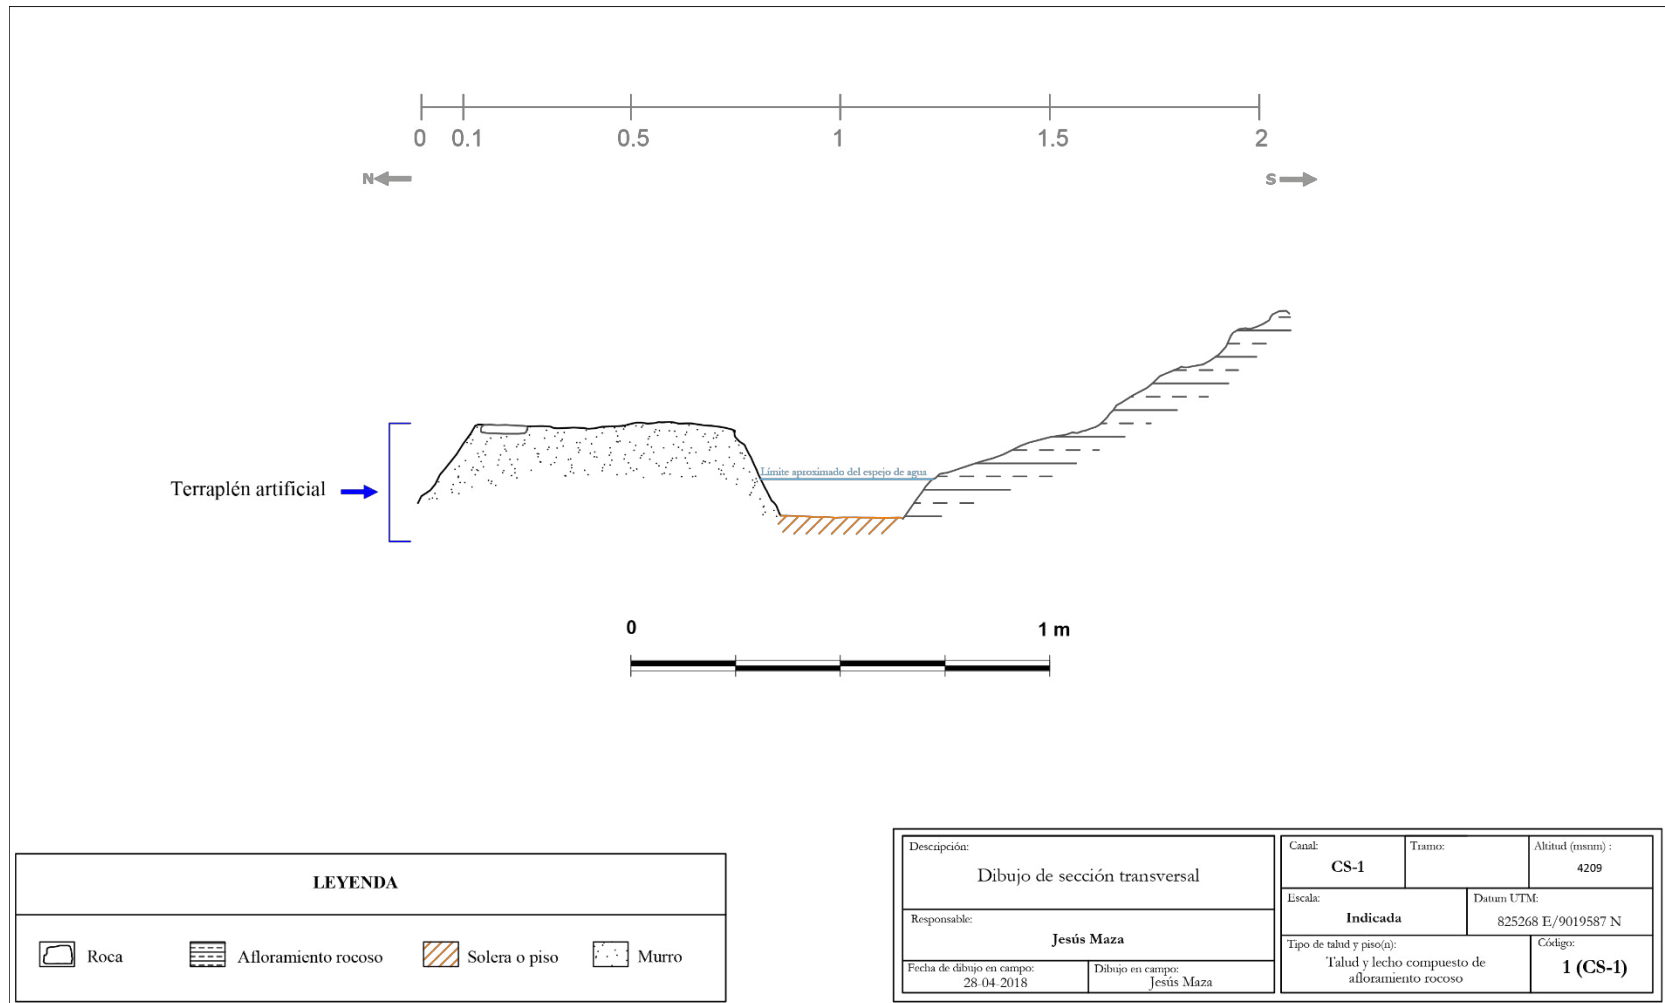 0 0.1 0.5 1 1.5 2
N S
Límite aproximado del espejo de agua
Terraplén artificial
0 1 m
LEYENDA
Roca Afloramiento rocoso Solera o piso Murro
Descripción:
Dibujo de sección transversal
Responsable:
Jesús Maza
Fecha de dibujo en campo:
28-04-2018
Dibujo en campo:
Jesús Maza
Canal:
CS-1
Tramo:
Altitud (msnm) :
4209
Escala:
Indicada
Datum UTM:
825268 E/9019587 N
Tipo de talud y piso(n):
Talud y lecho compuesto de
afloramiento rocoso
Código:
1 (CS-1)